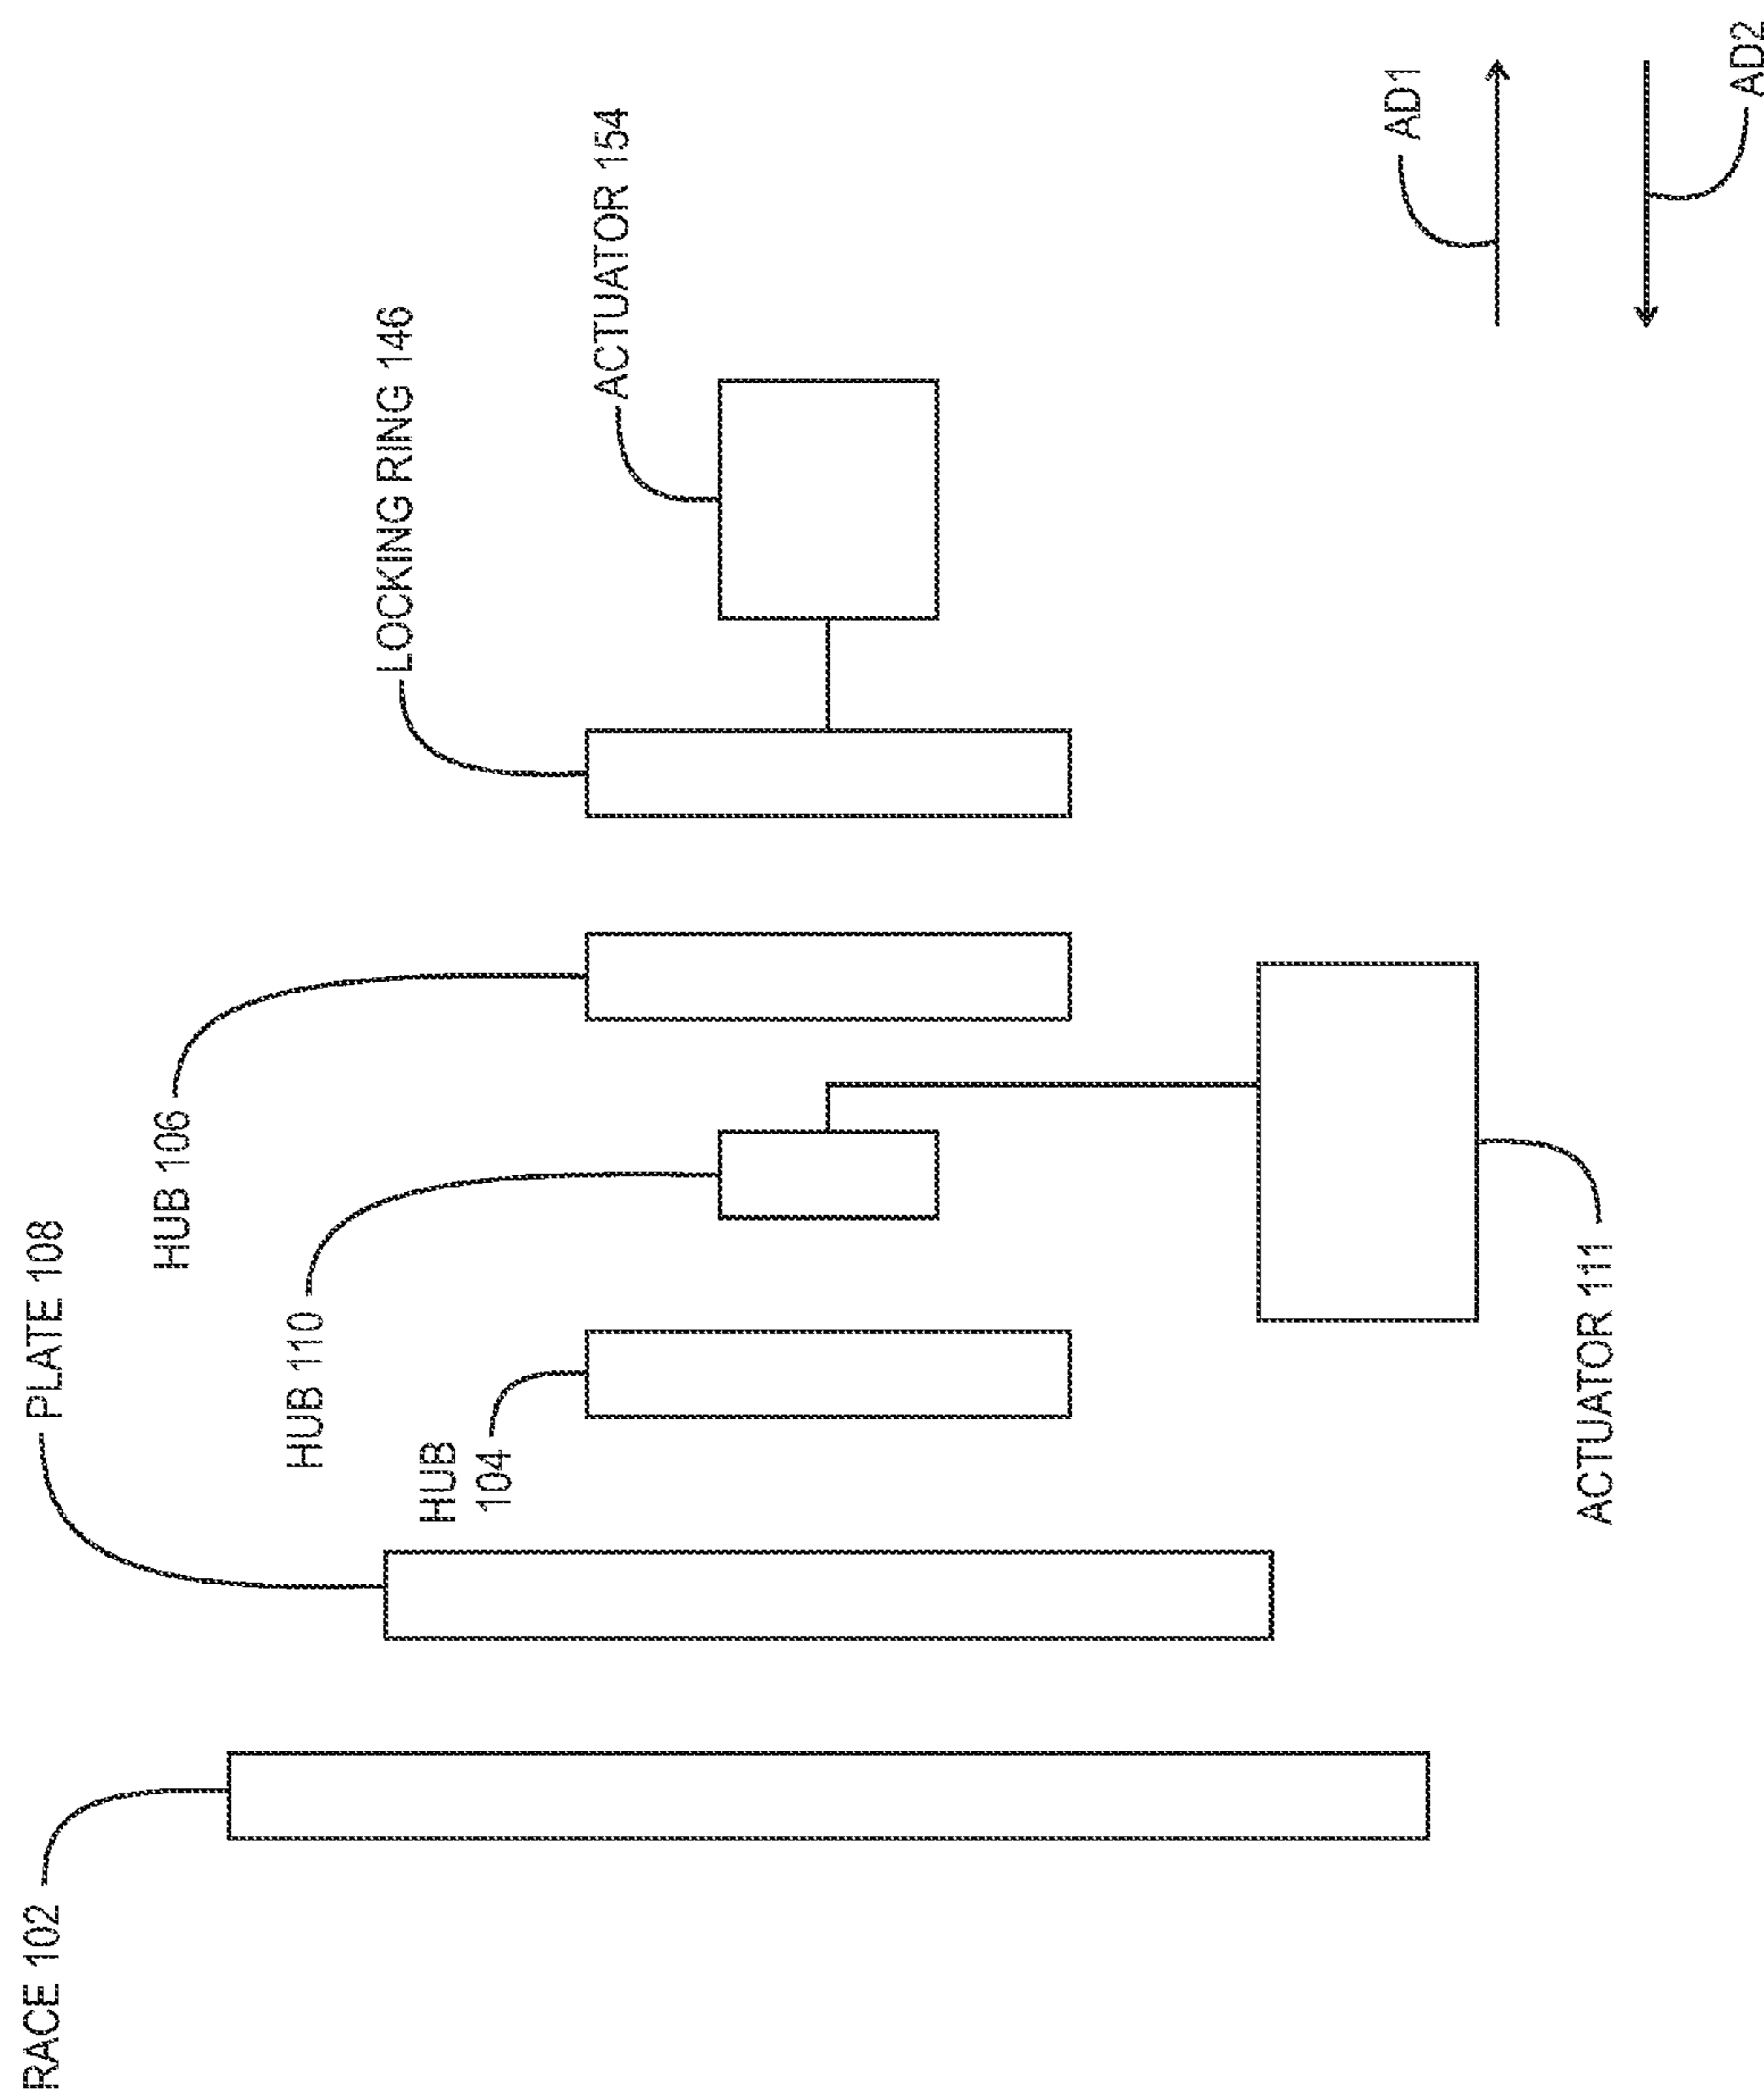 RACE 102
PLATE 108
HUB 106
HUB 110
HUB
104
LOCKING RING 146
ACTUATOR 154
ACTUATOR 111
AD1
AD2